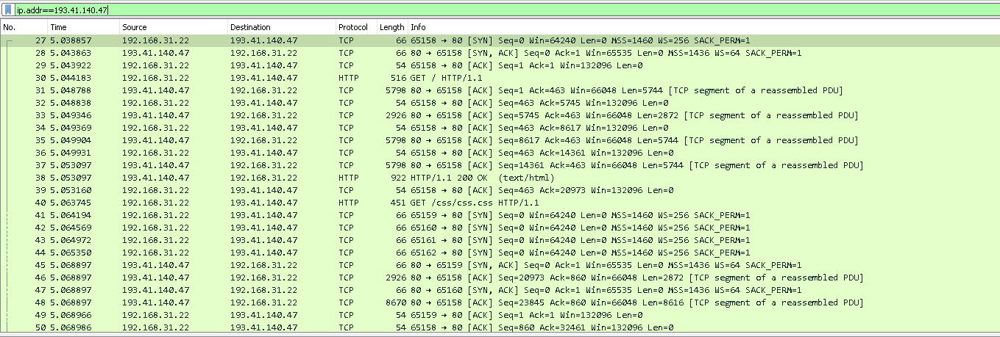 ip.addr==193.41.140.47
No. Time Source Destination Protocol Length Info
27 5.038857 192.168.31.22 193.41.140.47 TCP 66 65158 → 80 [SYN] Seq=0 Win=64240 Len=0 MSS=1460 WS=256 SACK_PERM=1
28 5.043863 193.41.140.47 192.168.31.22 TCP 66 80 → 65158 [SYN, ACK] Seq=0 Ack=1 Win=65535 Len=0 MSS=1436 WS=64 SACK_PERM=1
29 5.043922 192.168.31.22 193.41.140.47 TCP 54 65158 → 80 [ACK] Seq=1 Ack=1 Win=132096 Len=0
30 5.044183 192.168.31.22 193.41.140.47 HTTP 516 GET / HTTP/1.1
31 5.048788 193.41.140.47 192.168.31.22 TCP 5798 80 → 65158 [ACK] Seq=1 Ack=463 Win=66048 Len=5744 [TCP segment of a reassembled PDU]
32 5.048838 192.168.31.22 193.41.140.47 TCP 54 65158 → 80 [ACK] Seq=463 Ack=5745 Win=132096 Len=0
33 5.049346 193.41.140.47 192.168.31.22 TCP 2926 80 → 65158 [ACK] Seq=5745 Ack=463 Win=66048 Len=2872 [TCP segment of a reassembled PDU]
34 5.049369 192.168.31.22 193.41.140.47 TCP 54 65158 → 80 [ACK] Seq=463 Ack=8617 Win=132096 Len=0
35 5.049904 193.41.140.47 192.168.31.22 TCP 5798 80 → 65158 [ACK] Seq=8617 Ack=463 Win=66048 Len=5744 [TCP segment of a reassembled PDU]
36 5.049931 192.168.31.22 193.41.140.47 TCP 54 65158 → 80 [ACK] Seq=463 Ack=14361 Win=132096 Len=0
37 5.053097 193.41.140.47 192.168.31.22 TCP 5798 80 → 65158 [ACK] Seq=14361 Ack=463 Win=66048 Len=5744 [TCP segment of a reassembled PDU]
38 5.053097 193.41.140.47 192.168.31.22 HTTP 922 HTTP/1.1 200 OK (text/html)
39 5.053160 192.168.31.22 193.41.140.47 TCP 54 65158 → 80 [ACK] Seq=463 Ack=20973 Win=132096 Len=0
40 5.063745 192.168.31.22 193.41.140.47 HTTP 451 GET /css/css.css HTTP/1.1
41 5.064194 192.168.31.22 193.41.140.47 TCP 66 65159 → 80 [SYN] Seq=0 Win=64240 Len=0 MSS=1460 WS=256 SACK_PERM=1
42 5.064569 192.168.31.22 193.41.140.47 TCP 66 65160 → 80 [SYN] Seq=0 Win=64240 Len=0 MSS=1460 WS=256 SACK_PERM=1
43 5.064972 192.168.31.22 193.41.140.47 TCP 66 65161 → 80 [SYN] Seq=0 Win=64240 Len=0 MSS=1460 WS=256 SACK_PERM=1
44 5.065350 192.168.31.22 193.41.140.47 TCP 66 65162 → 80 [SYN] Seq=0 Win=64240 Len=0 MSS=1460 WS=256 SACK_PERM=1
45 5.068897 193.41.140.47 192.168.31.22 TCP 66 80 → 65159 [SYN, ACK] Seq=0 Ack=1 Win=65535 Len=0 MSS=1436 WS=64 SACK_PERM=1
46 5.068897 193.41.140.47 192.168.31.22 TCP 2926 80 → 65158 [ACK] Seq=20973 Ack=860 Win=66048 Len=2872 [TCP segment of a reassembled PDU]
47 5.068897 193.41.140.47 192.168.31.22 TCP 66 80 → 65160 [SYN, ACK] Seq=0 Ack=1 Win=65535 Len=0 MSS=1436 WS=64 SACK_PERM=1
48 5.068897 193.41.140.47 192.168.31.22 TCP 8670 80 → 65158 [ACK] Seq=23845 Ack=860 Win=66048 Len=8616 [TCP segment of a reassembled PDU]
49 5.068966 192.168.31.22 193.41.140.47 TCP 54 65159 → 80 [ACK] Seq=1 Ack=1 Win=132096 Len=0
50 5.068986 192.168.31.22 193.41.140.47 TCP 54 65158 → 80 [ACK] Seq=860 Ack=32461 Win=132096 Len=0